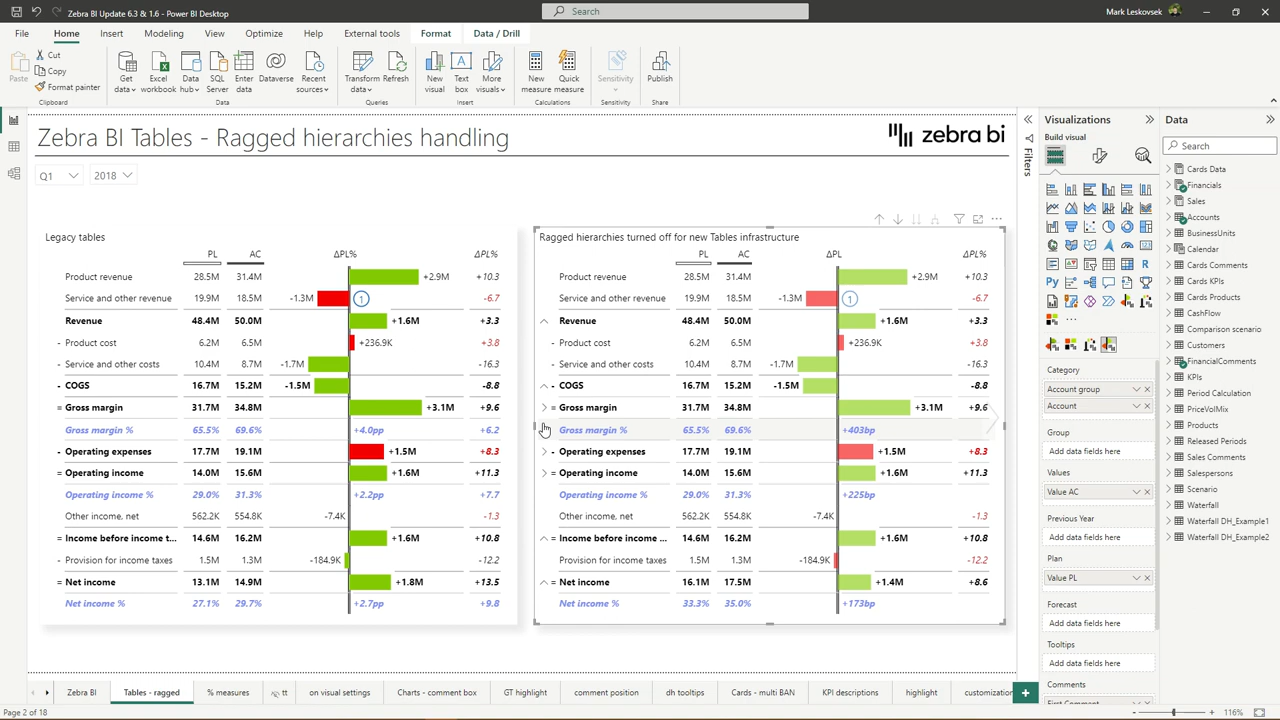 Zebra BI Update 6.3 & 1.6 - Power BI Desktop
Search
Mark Leskovsek
File Home Insert Modeling View Optimize Help External tools Format Data / Drill
Paste
Cut
Copy
Format painter
Clipboard
Get data
Excel workbook
Data hub
SQL Server
Enter data
Dataverse
Recent sources
Data
Transform data
Refresh
Queries
New visual
Text box
More visuals
Insert
New measure
Quick measure
Calculations
Sensitivity
Sensitivity
Publish
Share
Zebra BI Tables - Ragged hierarchies handling
zebra bi
Q1 2018
Legacy tables
PL AC ΔPL% ΔPL%
Product revenue 28.5M 31.4M +2.9M +10.3
Service and other revenue 19.9M 18.5M -1.3M 1 -6.7
Revenue 48.4M 50.0M +1.6M +3.3
- Product cost 6.2M 6.5M +236.9K +3.8
- Service and other costs 10.4M 8.7M -1.7M -16.3
- COGS 16.7M 15.2M -1.5M -8.8
= Gross margin 31.7M 34.8M +3.1M +9.6
Gross margin % 65.5% 69.6% +4.0pp +6.2
- Operating expenses 17.7M 19.1M +1.5M +8.3
= Operating income 14.0M 15.6M +1.6M +11.3
Operating income % 29.0% 31.3% +2.2pp +7.7
Other income, net 562.2K 554.8K -7.4K 1.3
= Income before income t... 14.6M 16.2M +1.6M +10.8
- Provision for income taxes 1.5M 1.3M -184.9K -12.2
= Net income 13.1M 14.9M +1.8M +13.5
Net income % 27.1% 29.7% +2.7pp +9.8
Ragged hierarchies turned off for new Tables infrastructure
PL AC ΔPL ΔPL%
Product revenue 28.5M 31.4M +2.9M +10.3
Service and other revenue 19.9M 18.5M -1.3M 1 -6.7
Revenue 48.4M 50.0M +1.6M +3.3
- Product cost 6.2M 6.5M +236.9K +3.8
- Service and other costs 10.4M 8.7M -1.7M -16.3
- COGS 16.7M 15.2M -1.5M -8.8
= Gross margin 31.7M 34.8M +3.1M +9.6
Gross margin % 65.5% 69.6% +403bp
- Operating expenses 17.7M 19.1M +1.5M +8.3
= Operating income 14.0M 15.6M +1.6M +11.3
Operating income % 29.0% 31.3% +225bp
Other income, net 562.2K 554.8K -7.4K -1.3
= Income before income ... 14.6M 16.2M +1.6M +10.8
Provision for income taxes 1.5M 1.3M -184.9K -12.2
= Net income 16.1M 17.5M +1.4M +8.6
Net income % 33.3% 35.0% +173bp
Filters
Visualizations
Build visual
Category
Account group
Account
Group
Add data fields here
Values
Value AC
Previous Year
Add data fields here
Plan
Value PL
Forecast
Add data fields here
Tooltips
Add data fields here
Comments
First Comment
Data
Search
Cards Data
Financials
Sales
Accounts
BusinessUnits
Calendar
Cards Comments
Cards KPIs
Cards Products
CashFlow
Comparison scenario
Customers
FinancialComments
KPIs
Period Calculation
PriceVolMix
Products
Released Periods
Sales Comments
Salespersons
Scenario
Waterfall
Waterfall DH_Example1
Waterfall DH_Example2
Zebra BI Tables - ragged % measures tt on visual settings Charts - comment box GT highlight comment position dh tooltips Cards - multi BAN KPI descriptions highlight customization
Page 2 of 18
116%